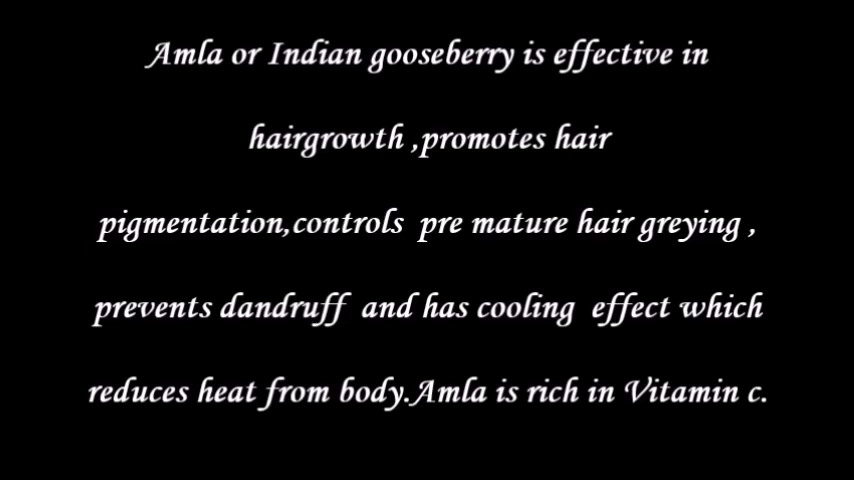 Amla or Indian gooseberry is effective in
hairgrowth ,promotes hair
pigmentation,controls  pre mature hair greying ,
prevents dandruff  and has cooling  effect which
reduces heat from body.Amla is rich in Vitamin c.